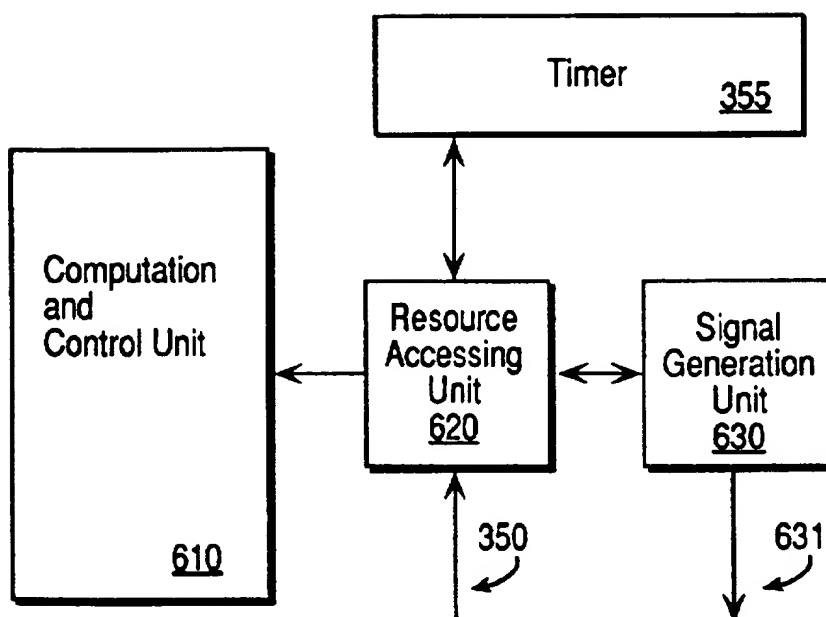 Timer
355
Computation
and
Control Unit
610
Resource
Accessing
Unit
620
Signal
Generation
Unit
630
350
631